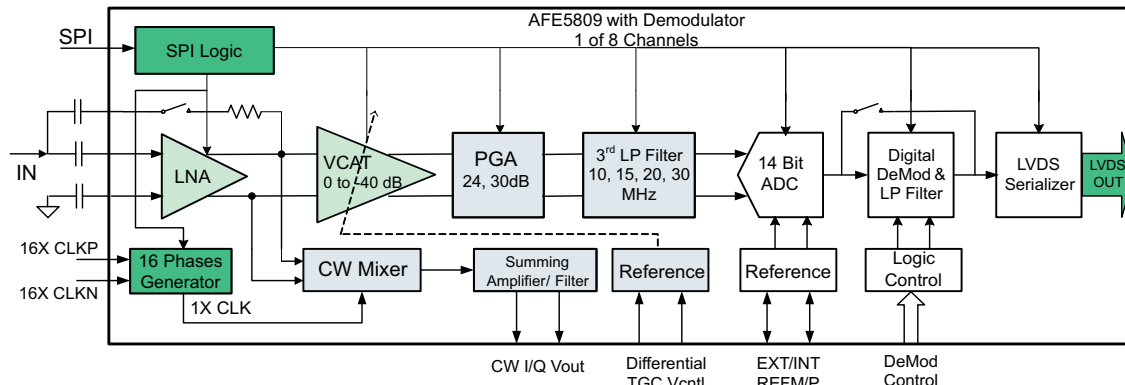 AFE5809 with Demodulator
1 of 8 Channels
SPI
SPI Logic
IN
LNA
VCAT
0 to -40 dB
PGA
24, 30dB
3rd LP Filter
10, 15, 20, 30
MHz
14 Bit
ADC
Digital
DeMod &
LP Filter
LVDS
Serializer
LVDS
OUT
16X CLKP
16X CLKN
16 Phases
Generator
1X CLK
CW Mixer
Summing
Amplifier/ Filter
Reference
Reference
Logic
Control
CW I/Q Vout
Differential
TGC Vcntl
EXT/INT
REFM/P
DeMod
Control